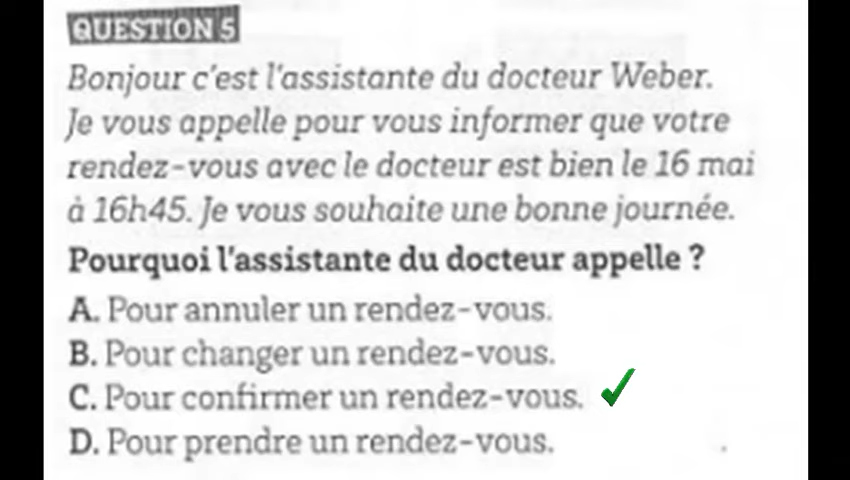 QUESTION 5
Bonjour c'est l'assistante du docteur Weber.
Je vous appelle pour vous informer que votre
rendez-vous avec le docteur est bien le 16 mai
à 16h45. Je vous souhaite une bonne journée.
Pourquoi l'assistante du docteur appelle ?
A. Pour annuler un rendez-vous.
B. Pour changer un rendez-vous.
C. Pour confirmer un rendez-vous.
D. Pour prendre un rendez-vous.